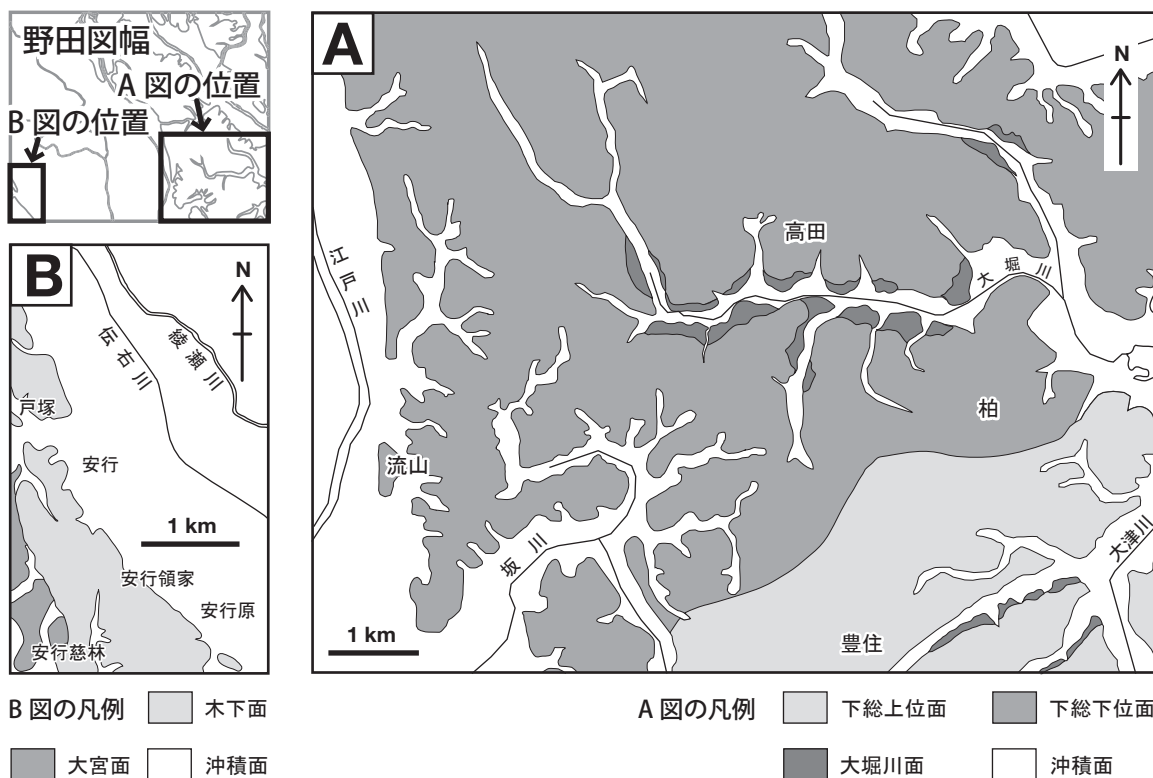 野田図幅
A 図の位置
B 図の位置
B
N
伝右川
綾瀬川
戸塚
安行
1 km
安行領家
安行原
安行慈林
B 図の凡例
木下面
大宮面
沖積面
A
N
江戸川
高田
大堀川
柏
流山
坂川
大津川
豊住
1 km
A 図の凡例
下総上位面
下総下位面
大堀川面
沖積面